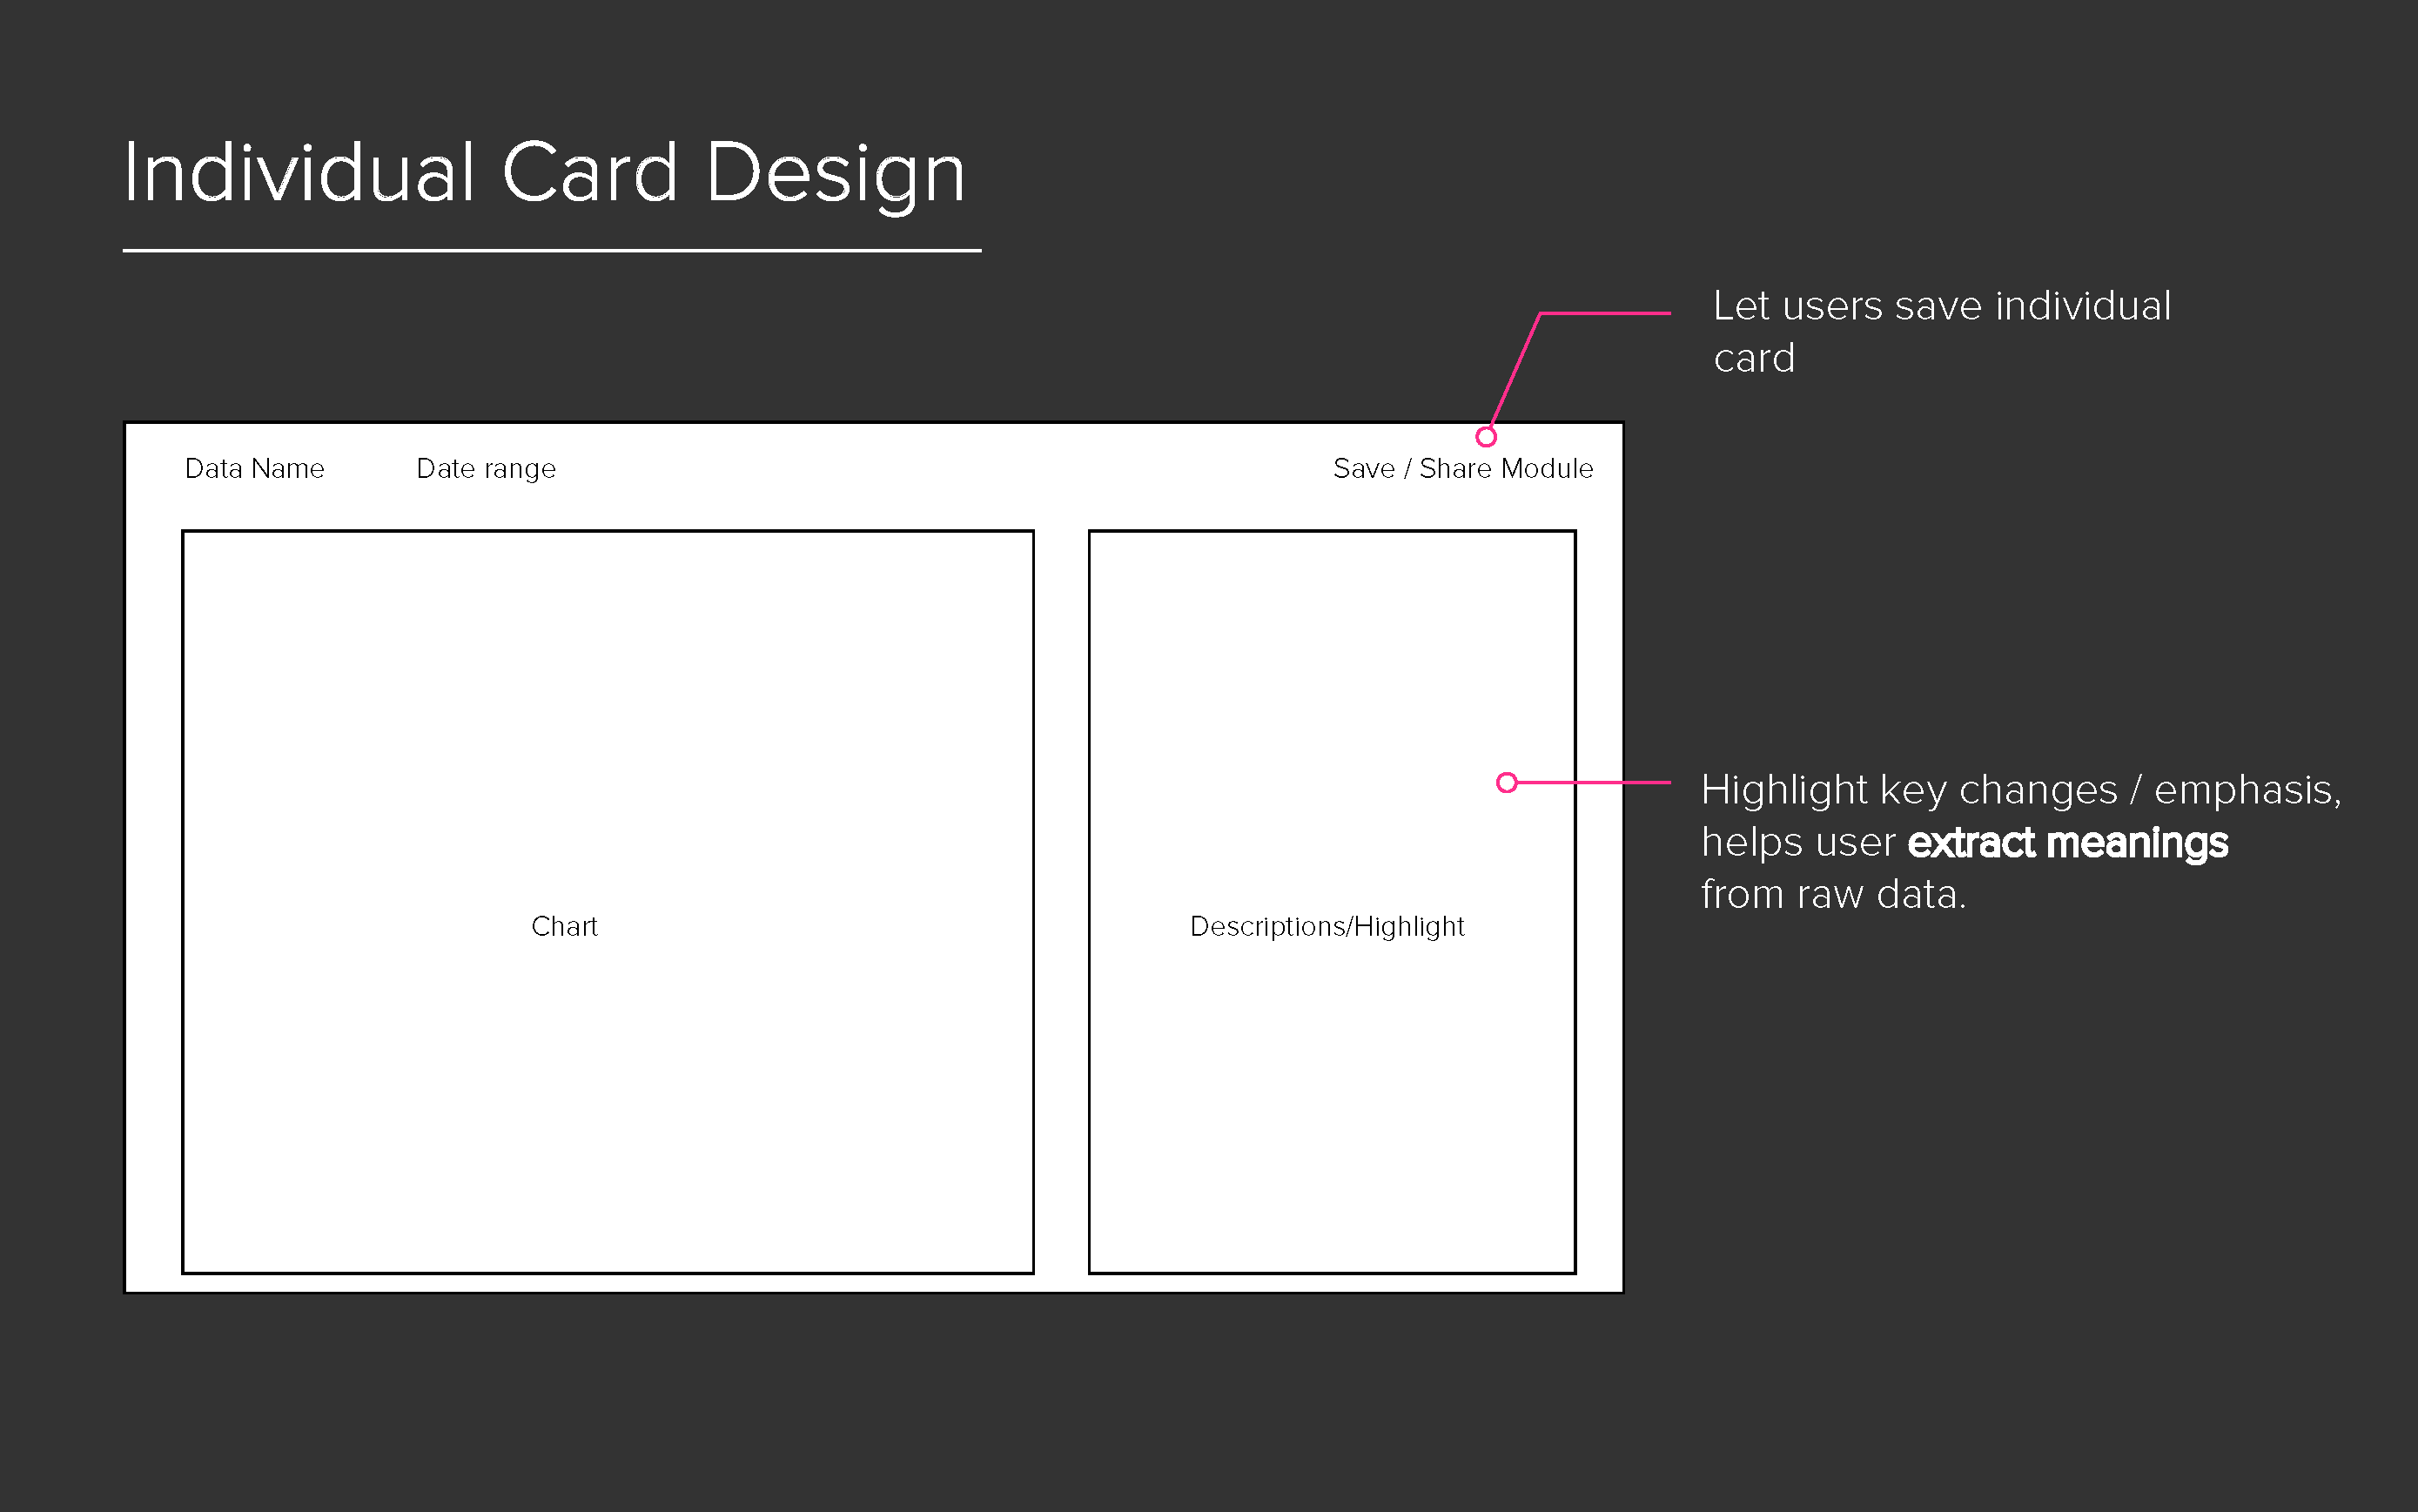 Individual Card Design
Let users save individual
card
Data Name
Date range
Save / Share Module
Highlight key changes / emphasis,
helps user extract meanings
from raw data.
Chart
Descriptions/Highlight